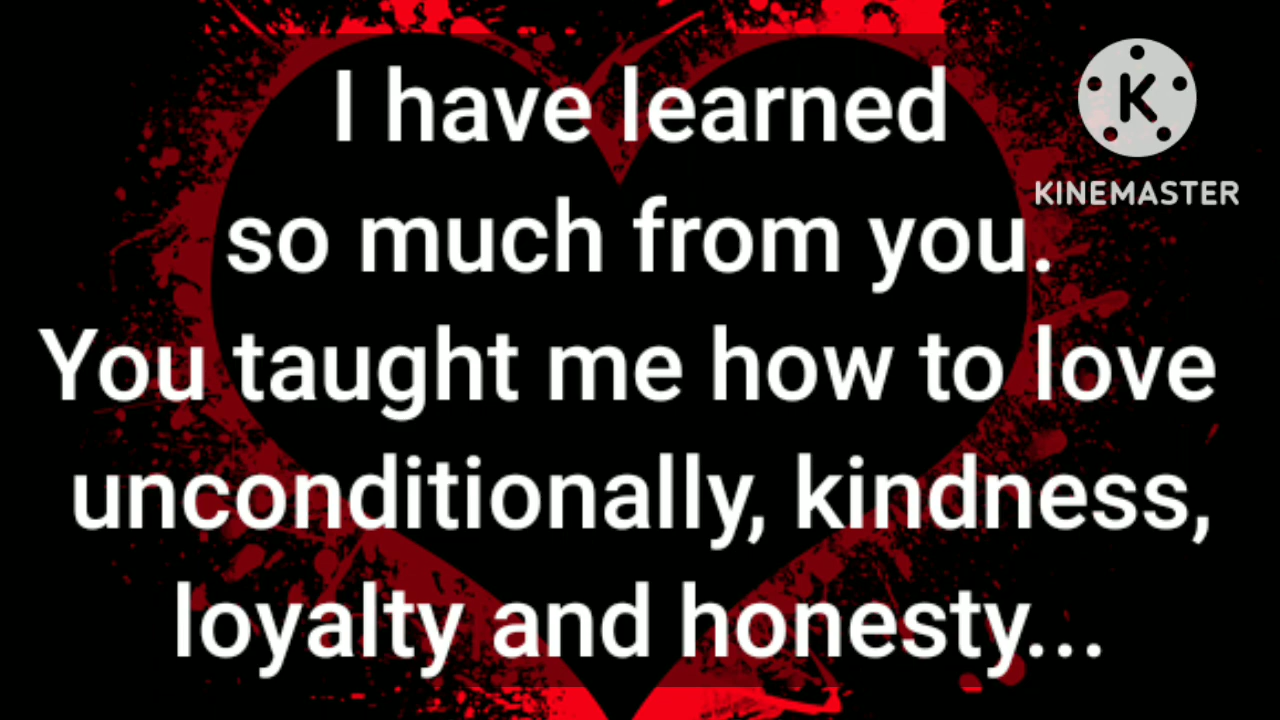 I have learned
so much from you.
You taught me how to love
unconditionally, kindness,
loyalty and honesty...
K
KINEMASTER